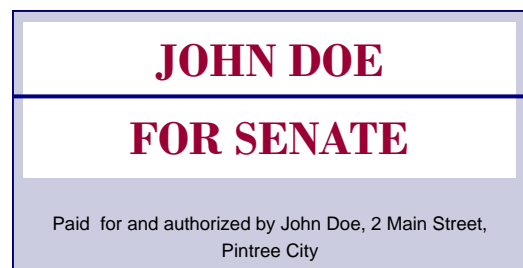 JOHN DOE
FOR SENATE
Paid for and authorized by John Doe, 2 Main Street,
Pintree City